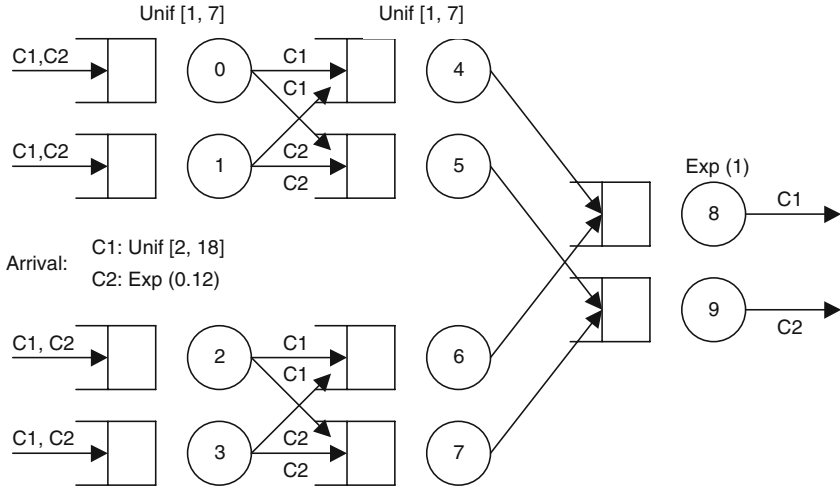 Unif [1, 7] Unif [1, 7]
C1,C2 0 C1 4
C1
C1,C2 1 C2 5
C2
Exp (1)
8 C1
Arrival: C1: Unif [2, 18]
C2: Exp (0.12)
9 C2
C1, C2 2 C1 6
C1
C1, C2 3 C2 7
C2